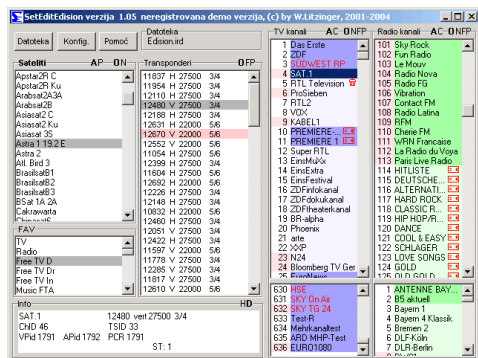 SetEditEdision verzija 1.05 neregistrovana demo verzija, (c) by W.Litzinger, 2001-2004
Datoteka Konfig. Pomoć
Datoteka
Edision.ird
Sateliti AP ON
Apstar2R C
Apstar2R Ku
Arabsat2A3A
Arabsat2B
Asiasat2 C
Asiasat2 Ku
Asiasat 3S
Astra 1 19.2 E
Astra 2
Atl. Bird 3
BrasilsatB1
BrasilsatB2
BrasilsatB3
BSat 1A 2A
Cakrawarta
FAV
TV
Radio
Free TV D
Free TV Dr
Free TV In
Music FTA
Transponderi OFP
11837 H 27500 3/4
11954 H 27500 3/4
12110 H 27500 3/4
12480 V 27500 3/4
12188 H 27500 3/4
12631 H 22000 5/6
12670 V 22000 5/6
12552 V 22000 5/6
11054 H 27500 5/6
12399 H 27500 3/4
11604 H 27500 5/6
12692 H 22000 5/6
12226 H 27500 3/4
12148 H 27500 3/4
10832 H 22000 5/6
12460 H 27500 3/4
12051 V 27500 3/4
12422 H 27500 3/4
11597 V 22000 5/6
11778 V 27500 3/4
12285 V 27500 3/4
11817 V 27500 3/4
12610 V 22000 5/6
Info HD
SAT.1 12480 vert 27500 3/4
ChID 46 TSID 33
VPid 1791 APid 1792 PCR 1791
ST: 1
TV kanali AC ONFP
1 Das Erste
2 ZDF
3 SÜDWEST RP
4 SAT.1
5 RTL Television
6 ProSieben
7 RTL2
8 VOX
9 KABEL1
10 PREMIERE-...
11 PREMIERE 1
12 Super RTL
13 EinsMuXx
14 EinsExtra
15 EinsFestival
16 ZDFinfokanal
17 ZDFdokukanal
18 ZDFtheaterkanal
19 BR-alpha
20 Phoenix
21 arte
22 XXP
23 N24
24 Bloomberg TV Ger
25 EuroNews
630 HSE
631 SKY On Air
632 SKY TG 24
633 Test-R
634 Mehrkanaltest
635 ARD MHP-Test
636 EURO1080
Radio kanali AC ONFP
101 Sky Rock
102 Fun Radio
103 Le Mouv
104 Radio Nova
105 Radio FG
106 Vibration
107 Contact FM
108 Radio Latina
109 RFM
110 Cherie FM
111 WRN Francaise
112 La Radio du Voya
113 Paris Live Radio
114 HITLISTE
115 DEUTSCHE...
116 ALTERNATI...
117 HARD ROCK
118 CLASSIC R...
119 HIP HOP/R...
120 DANCE
121 COOL & EASY
122 SCHLAGER
123 LOVE SONGS
124 GOLD
125 OLD GOLD
1 ANTENNE BAY...
2 B5 aktuell
3 Bayern 1
4 Bayern 4 Klassik
5 Bremen 2
6 DLF-Köln
7 DLR-Berlin